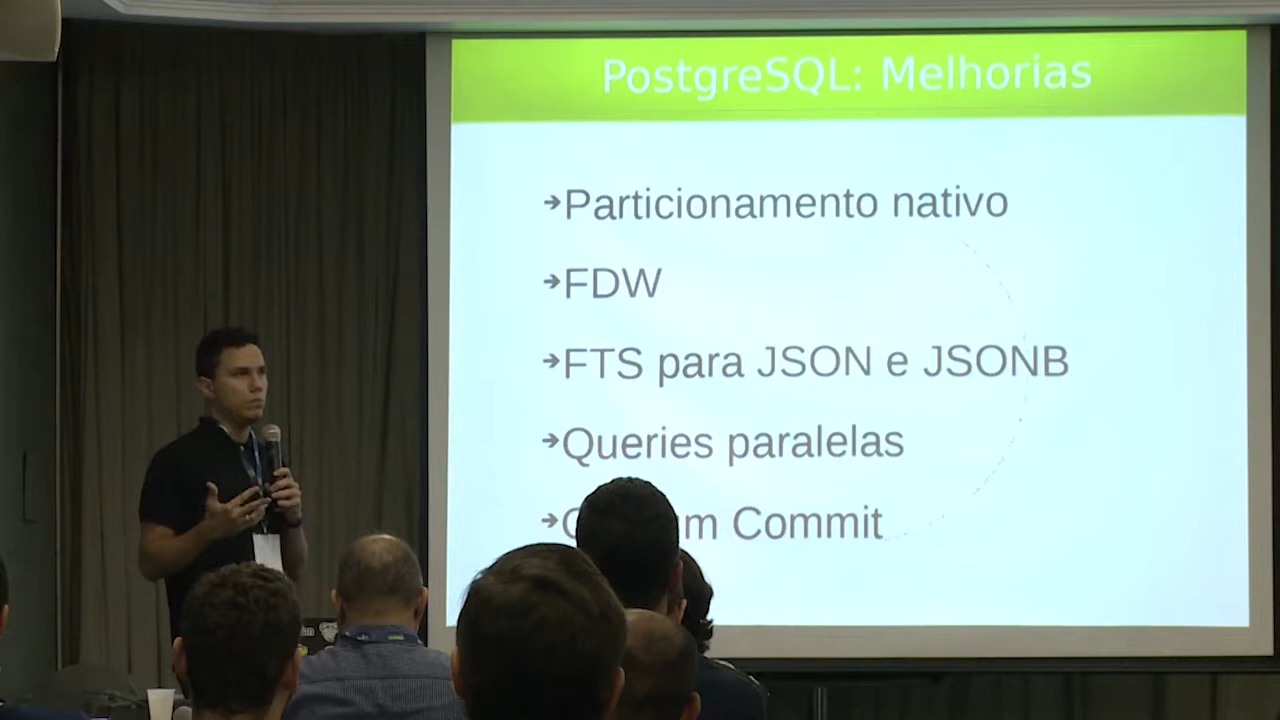 PostgreSQL: Melhorias
Particionamento nativo
FDW
FTS para JSON e JSONB
Queries paralelas
Commit